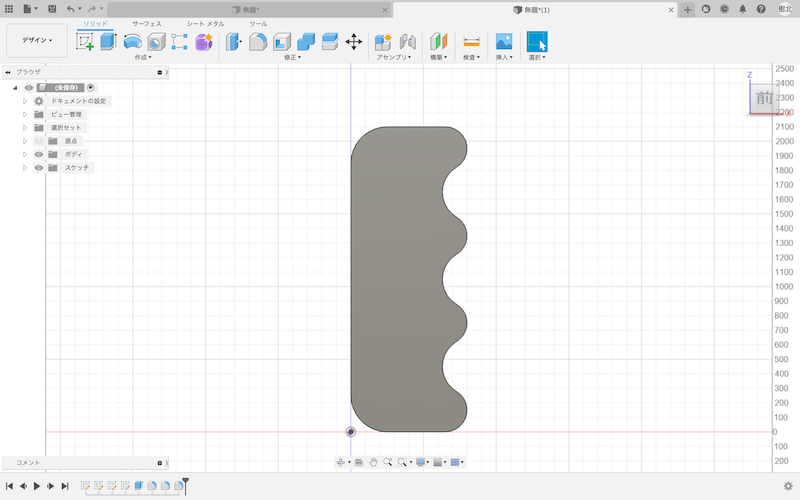 無題*
無題*(1)
樹北
ソリッド サーフェス シート メタル ツール
デザイン
作成 修正 アセンブリ 構築 検査 挿入 選択
ブラウザ
(未保存)
ドキュメントの設定
ビュー管理
選択セット
原点
ボディ
スケッチ
Z
前
X
2500
2400
2300
2200
2100
2000
1900
1800
1700
1600
1500
1400
1300
1200
1100
1000
900
800
700
600
500
400
300
200
100
0
100
200
コメント